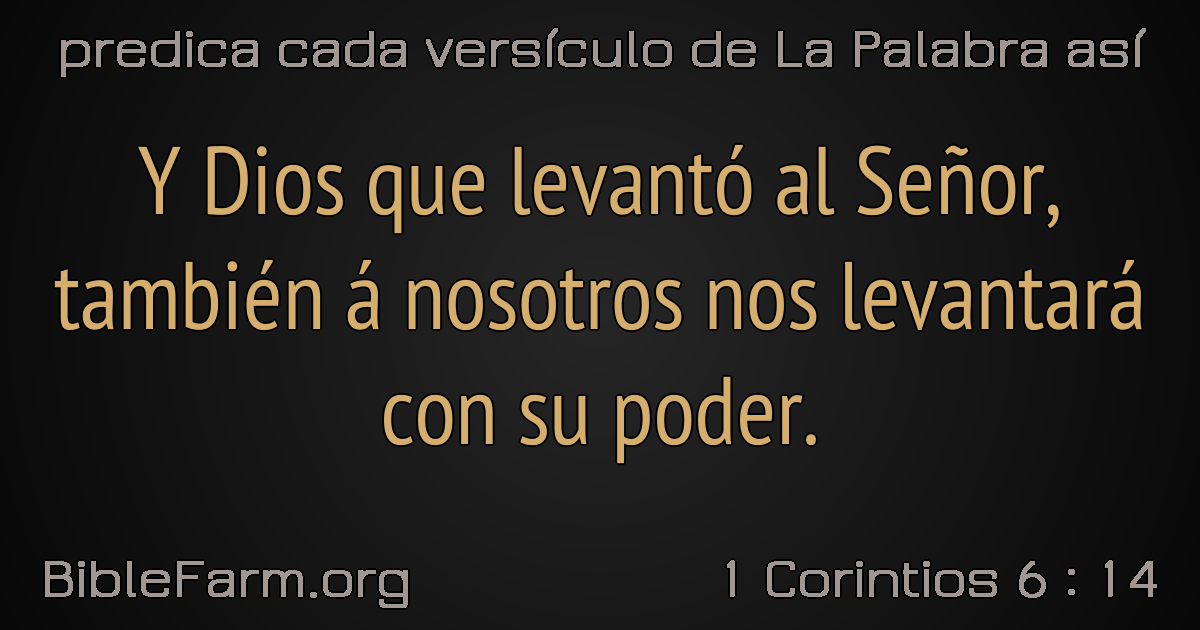 predica cada versículo de La Palabra así
Y Dios que levantó al Señor,
también á nosotros nos levantará
con su poder.
BibleFarm.org
1 Corintios 6 : 14